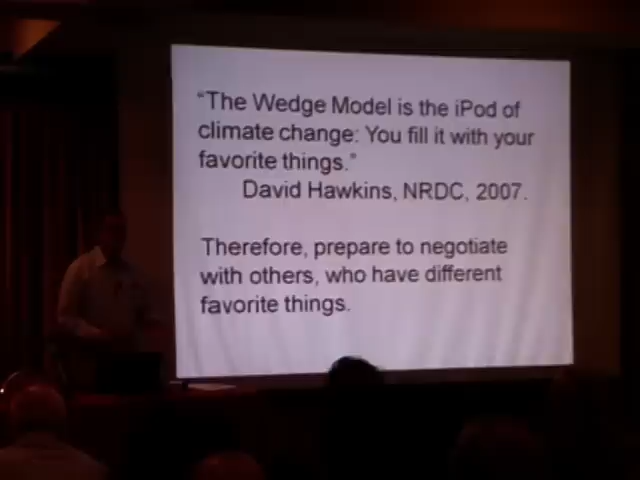 "The Wedge Model is the iPod of
climate change: You fill it with your
favorite things."
David Hawkins, NRDC, 2007.
Therefore, prepare to negotiate
with others, who have different
favorite things.